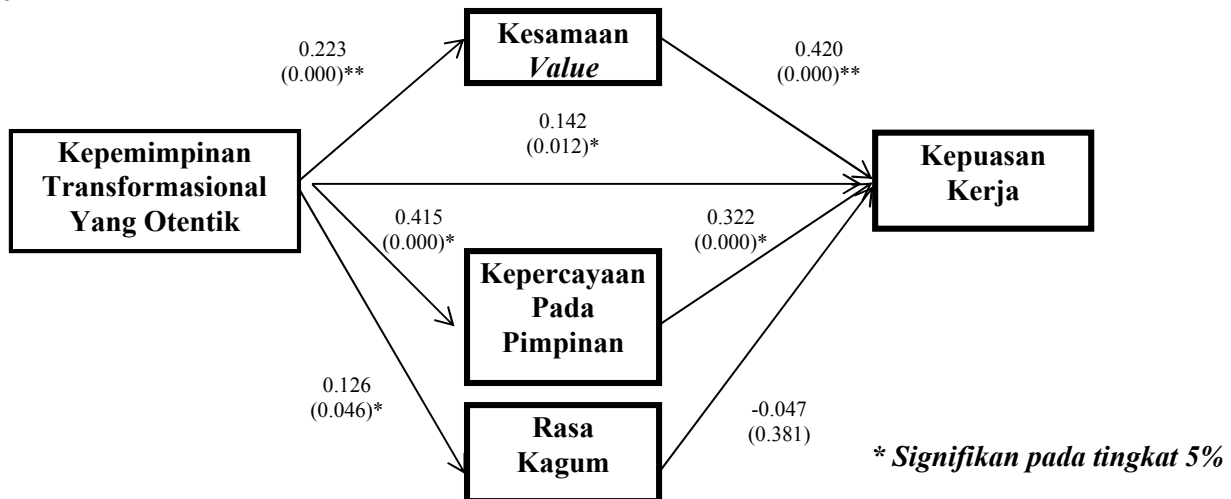 Kesamaan
Value
0.223
(0.000)**
0.420
(0.000)**
0.142
(0.012)*
Kepemimpinan
Transformasional
Yang Otentik
Kepuasan
Kerja
0.415
(0.000)*
0.322
(0.000)*
Kepercayaan
Pada
Pimpinan
0.126
(0.046)*
Rasa
Kagum
-0.047
(0.381)
* Signifikan pada tingkat 5%